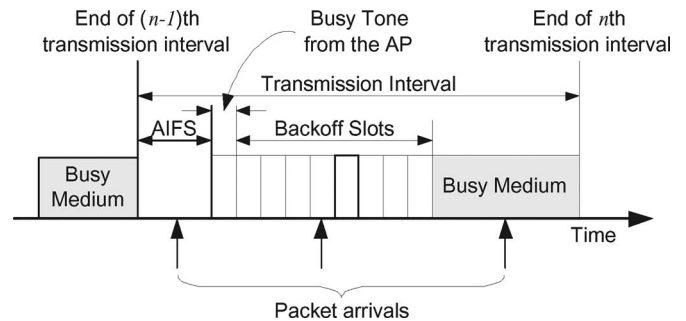 End of (n-1)th
transmission interval
Busy Tone
from the AP
End of nth
transmission interval
Transmission Interval
AIFS
Backoff Slots
Busy
Medium
Busy Medium
Time
Packet arrivals